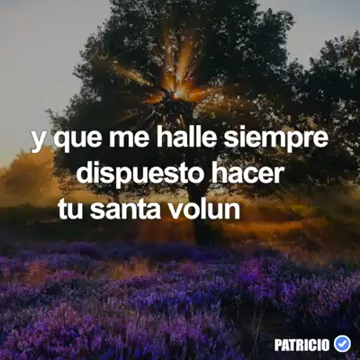 y que me halle siempre
dispuesto hacer
tu santa volun
PATRICIO